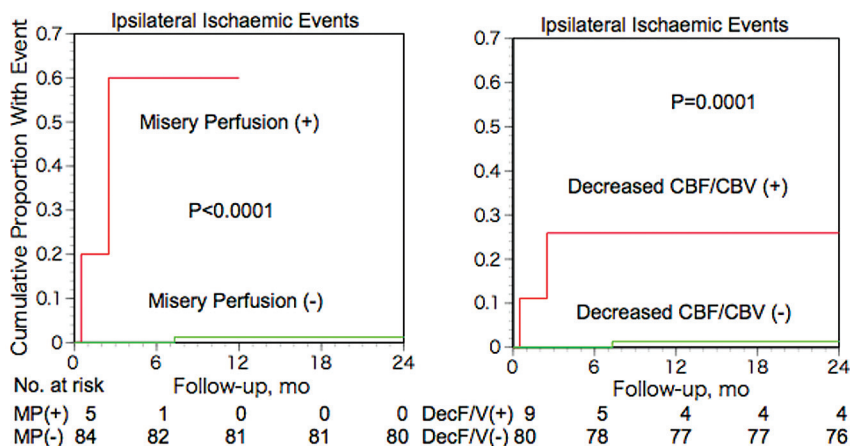 Ipsilateral Ischaemic Events
Cumulative Proportion With Event
0.7
0.6
0.5
0.4
0.3
0.2
0.1
0
Misery Perfusion (+)
P<0.0001
Misery Perfusion (-)
0 6 12 18 24
Follow-up, mo
Ipsilateral Ischaemic Events
0.7
0.6
0.5
0.4
0.3
0.2
0.1
0
P=0.0001
Decreased CBF/CBV (+)
Decreased CBF/CBV (-)
0 6 12 18 24
Follow-up, mo
No. at risk
MP(+) 5 1 0 0 0 DecF/V(+) 9 5 4 4 4
MP(-) 84 82 81 81 80 DecF/V(-) 80 78 77 77 76